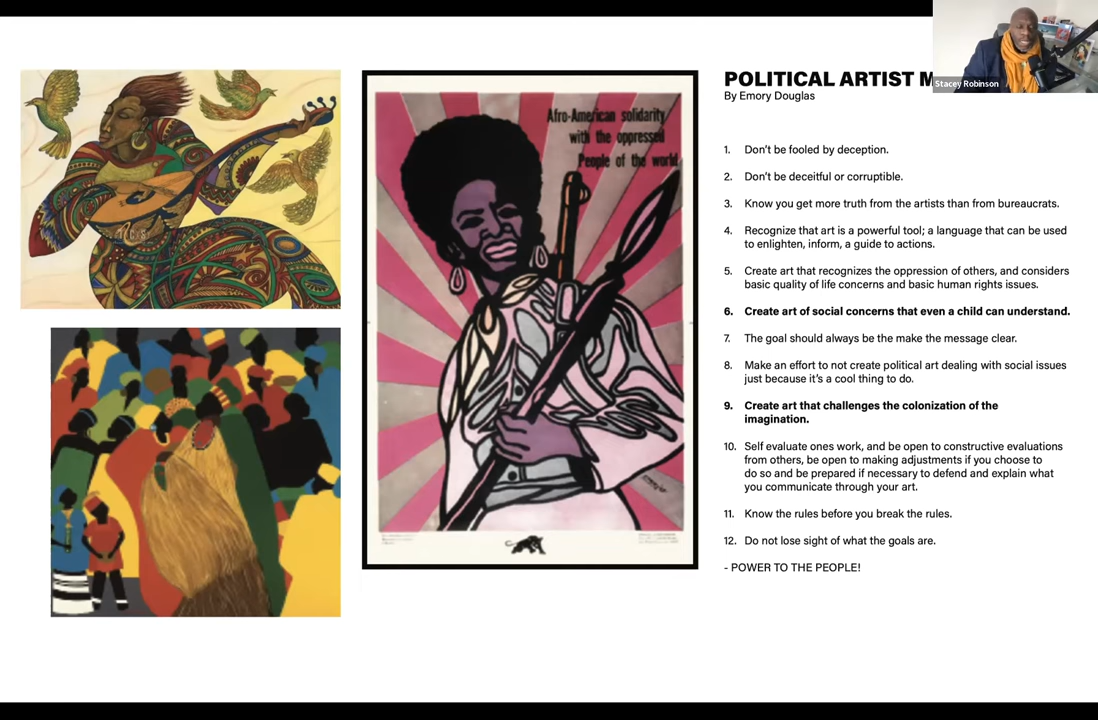 Afro-American solidarity
with the oppressed
People of the world
POLITICAL ARTIST M
Stacey Robinson
By Emory Douglas
1. Don't be fooled by deception.
2. Don't be deceitful or corruptible.
3. Know you get more truth from the artists than from bureaucrats.
4. Recognize that art is a powerful tool; a language that can be used
to enlighten, inform, a guide to actions.
5. Create art that recognizes the oppression of others, and considers
basic quality of life concerns and basic human rights issues.
6. Create art of social concerns that even a child can understand.
7. The goal should always be the make the message clear.
8. Make an effort to not create political art dealing with social issues
just because it's a cool thing to do.
9. Create art that challenges the colonization of the
imagination.
10. Self evaluate ones work, and be open to constructive evaluations
from others, be open to making adjustments if you choose to
do so and be prepared if necessary to defend and explain what
you communicate through your art.
11. Know the rules before you break the rules.
12. Do not lose sight of what the goals are.
- POWER TO THE PEOPLE!